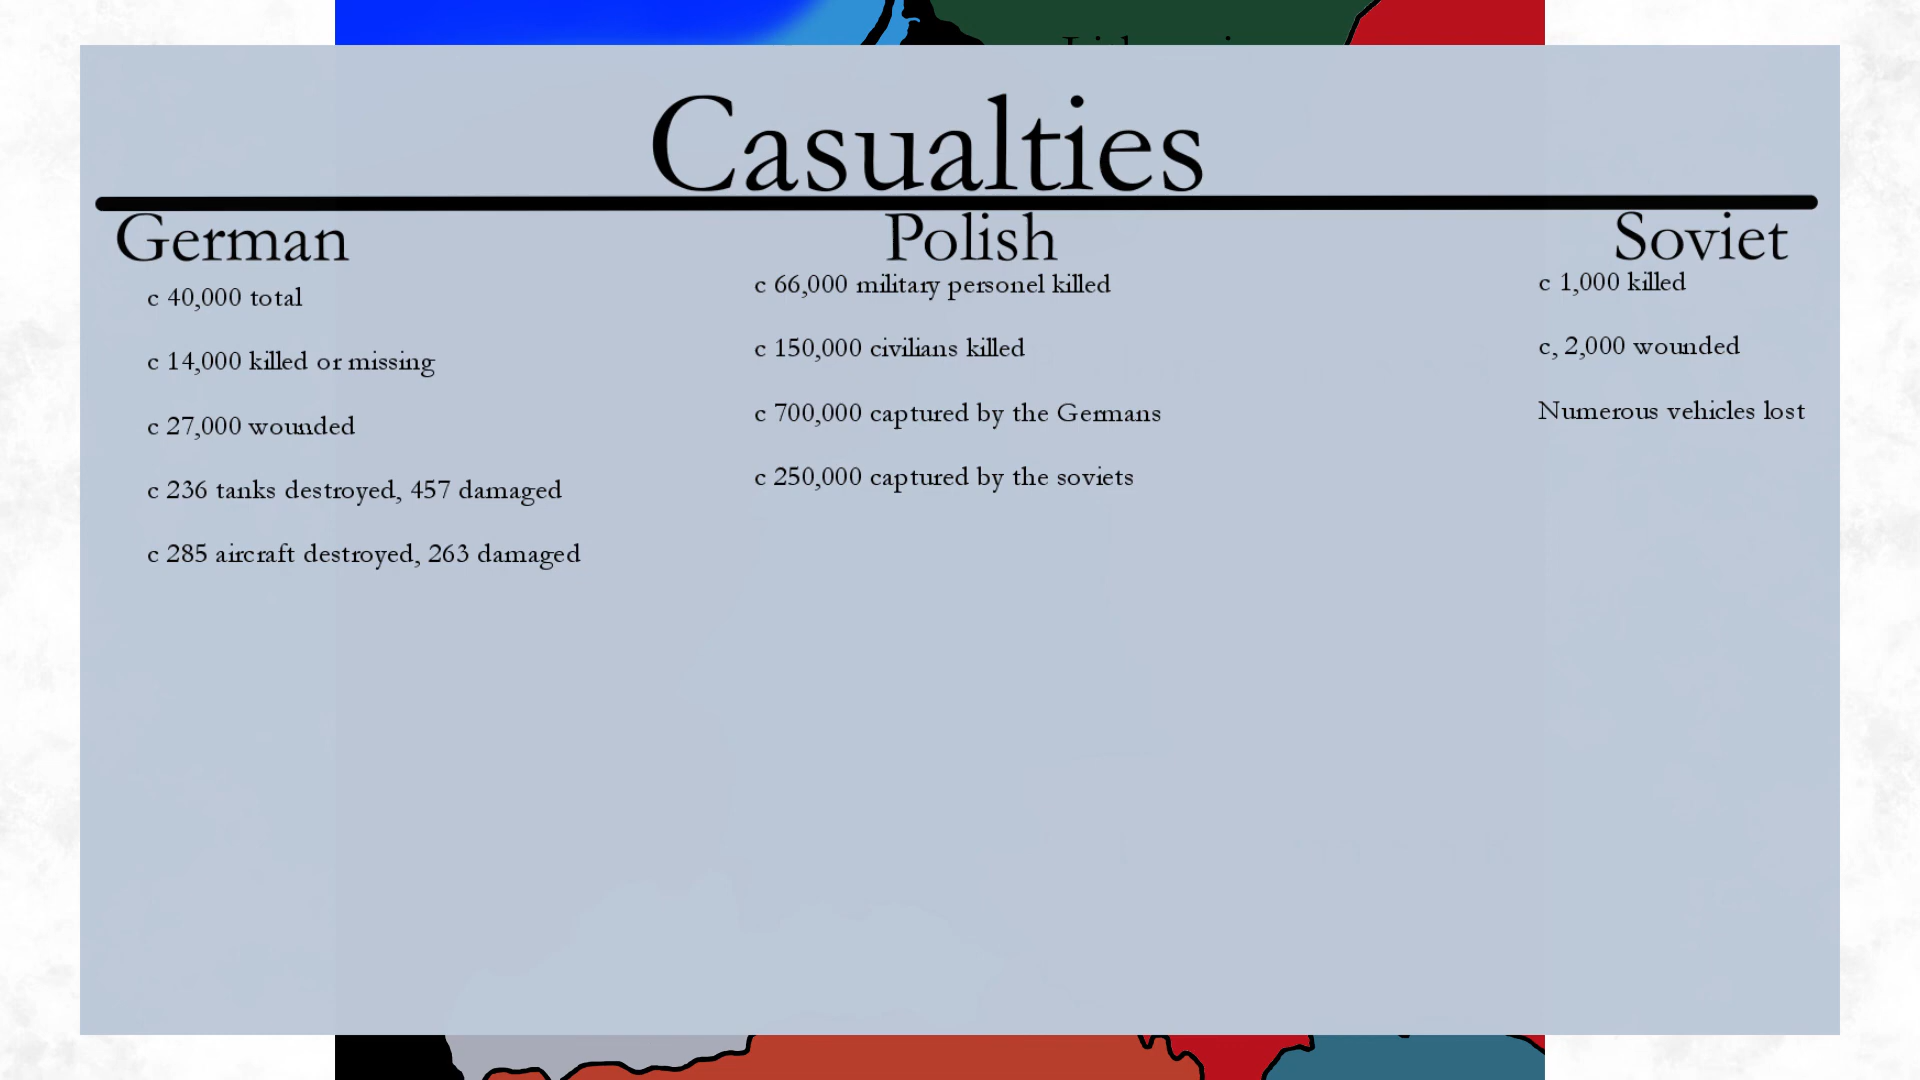 Casualties
German
c 40,000 total
c 14,000 killed or missing
c 27,000 wounded
c 236 tanks destroyed, 457 damaged
c 285 aircraft destroyed, 263 damaged
Polish
c 66,000 military personel killed
c 150,000 civilians killed
c 700,000 captured by the Germans
c 250,000 captured by the soviets
Soviet
c 1,000 killed
c, 2,000 wounded
Numerous vehicles lost